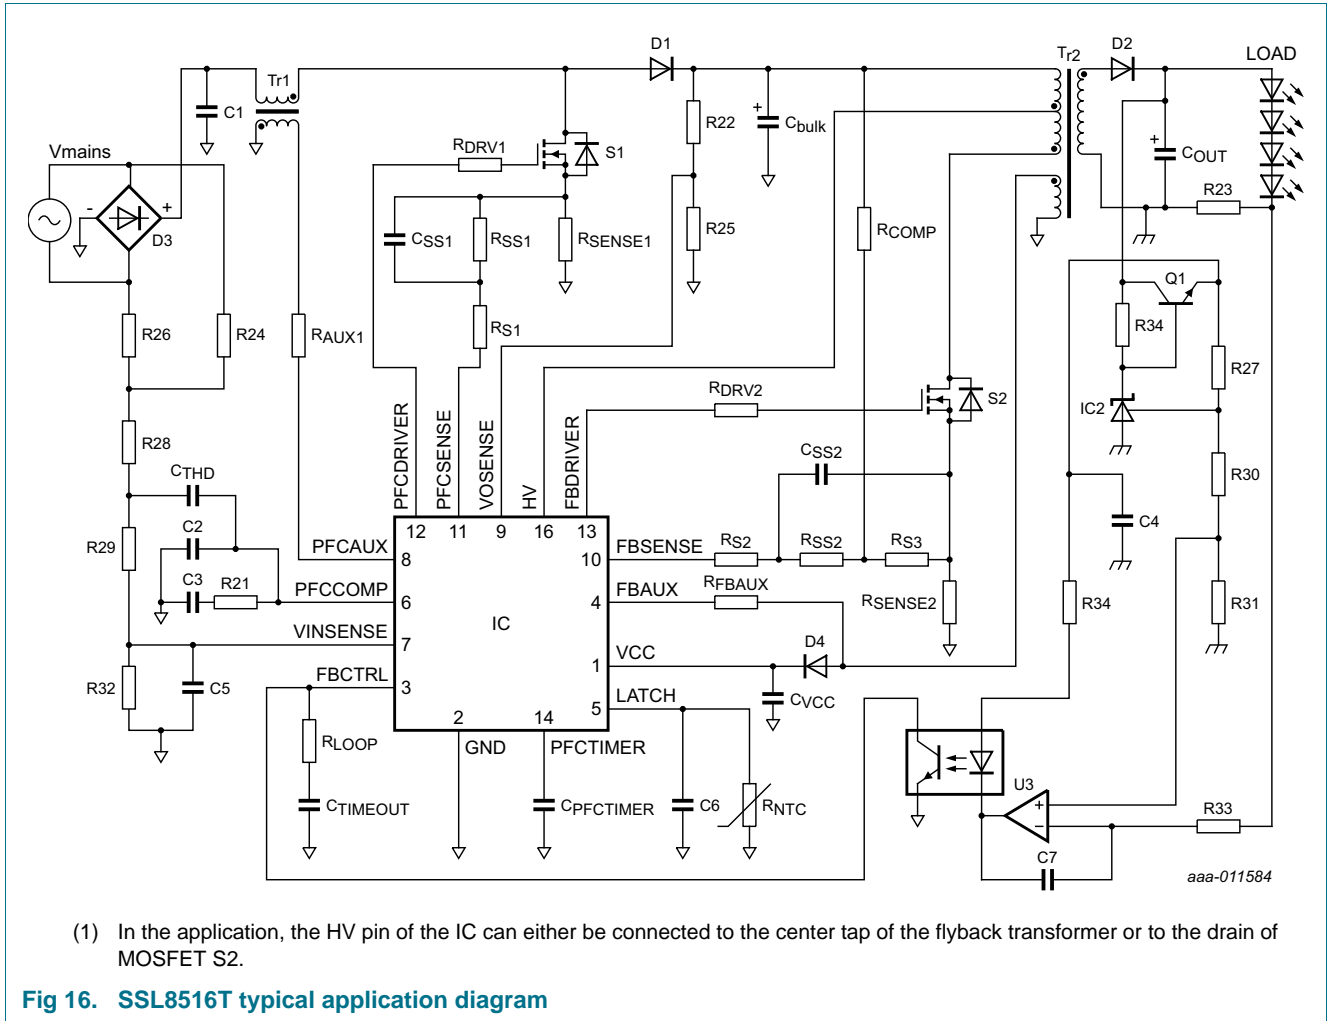 D1
Tr2
D2
LOAD
Tr1
C1
R22
Cbulk
+
RDRV1
S1
Vmains
COUT
+
R23
-
+
D3
CSS1
RSS1
RSENSE1
R25
RCOMP
Q1
R26
R24
RAUX1
RS1
R34
R27
RDRV2
S2
IC2
R28
CTHD
PFCDRIVER
PFCSENSE
VOSENSE
HV
FBDRIVER
CSS2
R30
C2
12
11
9
16
13
C4
R29
PFCAUX
8
10
FBSENSE
RS2
RSS2
RS3
C3
R21
PFCCOMP
6
4
FBAUX
RFBAUX
RSENSE2
R34
R31
IC
VINSENSE
7
1
VCC
D4
R32
C5
FBCTRL
3
5
LATCH
CVCC
2
14
GND
PFCTIMER
RLOOP
CTIMEOUT
CPFCTIMER
C6
RNTC
U3
+
−
R33
C7
aaa-011584
(1) In the application, the HV pin of the IC can either be connected to the center tap of the flyback transformer or to the drain of
MOSFET S2.
Fig 16. SSL8516T typical application diagram